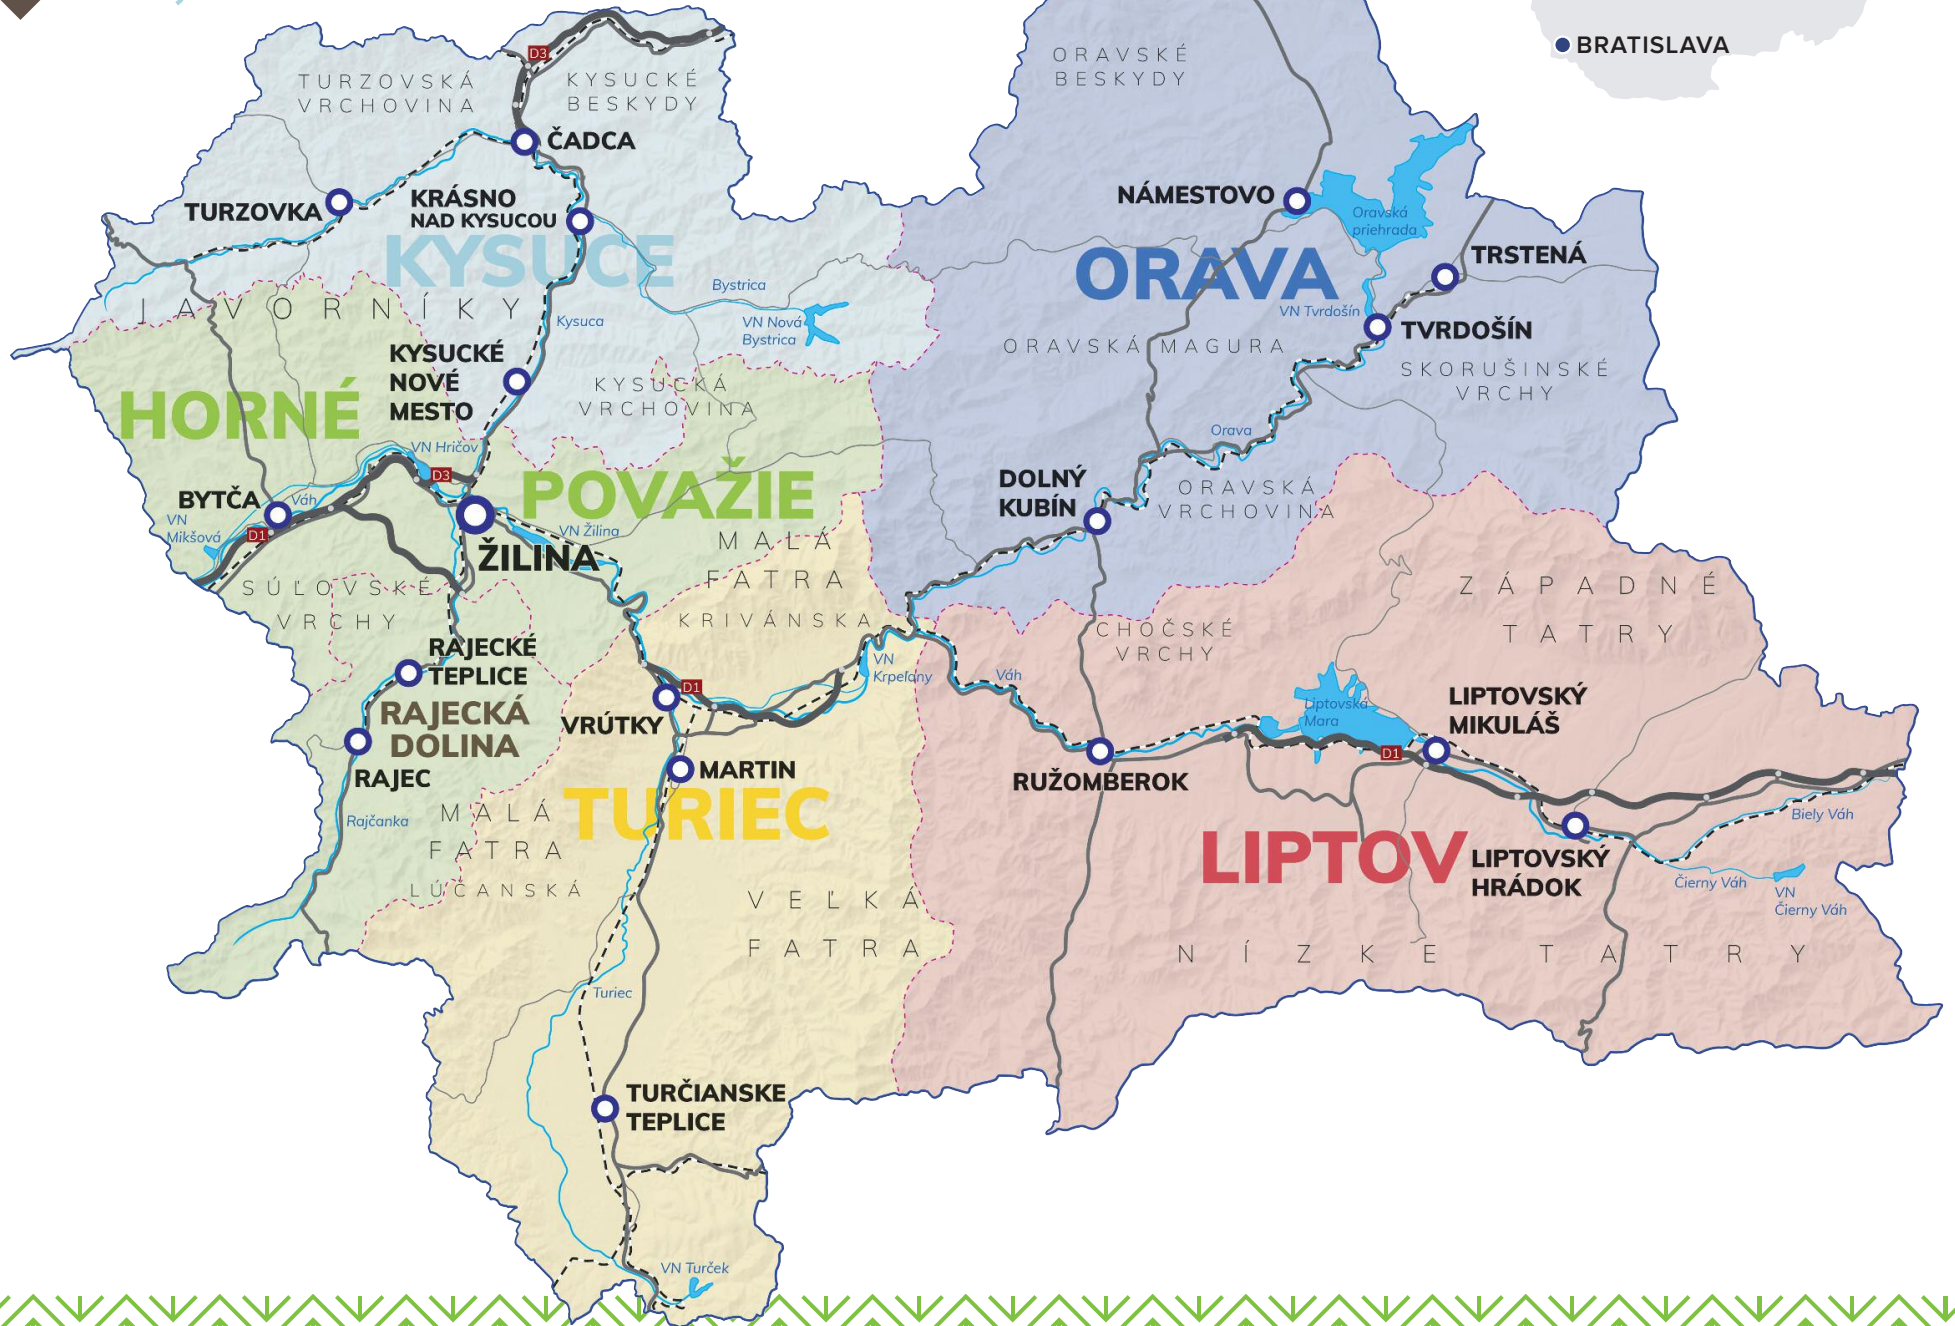 BRATISLAVA
D3
TURZOVSKÁ
VRCHOVINA
KYSUCKÉ
BESKYDY
ČADCA
TURZOVKA
KRÁSNO
NAD KYSUCOU
KYSUCE
JAVORNÍKY
Bystrica
VN Nová
Bystrica
Kysuca
KYSUCKÉ
NOVÉ
MESTO
KYSUCKÁ
VRCHOVINA
HORNÉ
POVAŽIE
VN Hričov
D3
BYTČA
Váh
VN
Mikšová
D1
ŽILINA
VN Žilina
SÚĽOVSKÉ
VRCHY
MALÁ
FATRA
KRIVÁNSKA
RAJECKÉ
TEPLICE
RAJECKÁ
DOLINA
RAJEC
Rajčanka
MALÁ
FATRA
LÚČANSKÁ
VRÚTKY
D1
VN
Krpeľany
MARTIN
TURIEC
VEĽKÁ
FATRA
Turiec
TURČIANSKE
TEPLICE
VN Turček
ORAVSKÉ
BESKYDY
NÁMESTOVO
Oravská
priehrada
ORAVA
TRSTENÁ
VN Tvrdošín
TVRDOŠÍN
ORAVSKÁ MAGURA
SKORUŠINSKÉ
VRCHY
Orava
DOLNÝ
KUBÍN
ORAVSKÁ
VRCHOVINA
CHOČSKÉ
VRCHY
ZÁPADNÉ
TATRY
Váh
Liptovská
Mara
LIPTOVSKÝ
MIKULÁŠ
D1
RUŽOMBEROK
LIPTOV
LIPTOVSKÝ
HRÁDOK
Biely Váh
Čierny Váh
VN
Čierny Váh
NÍZKE TATRY